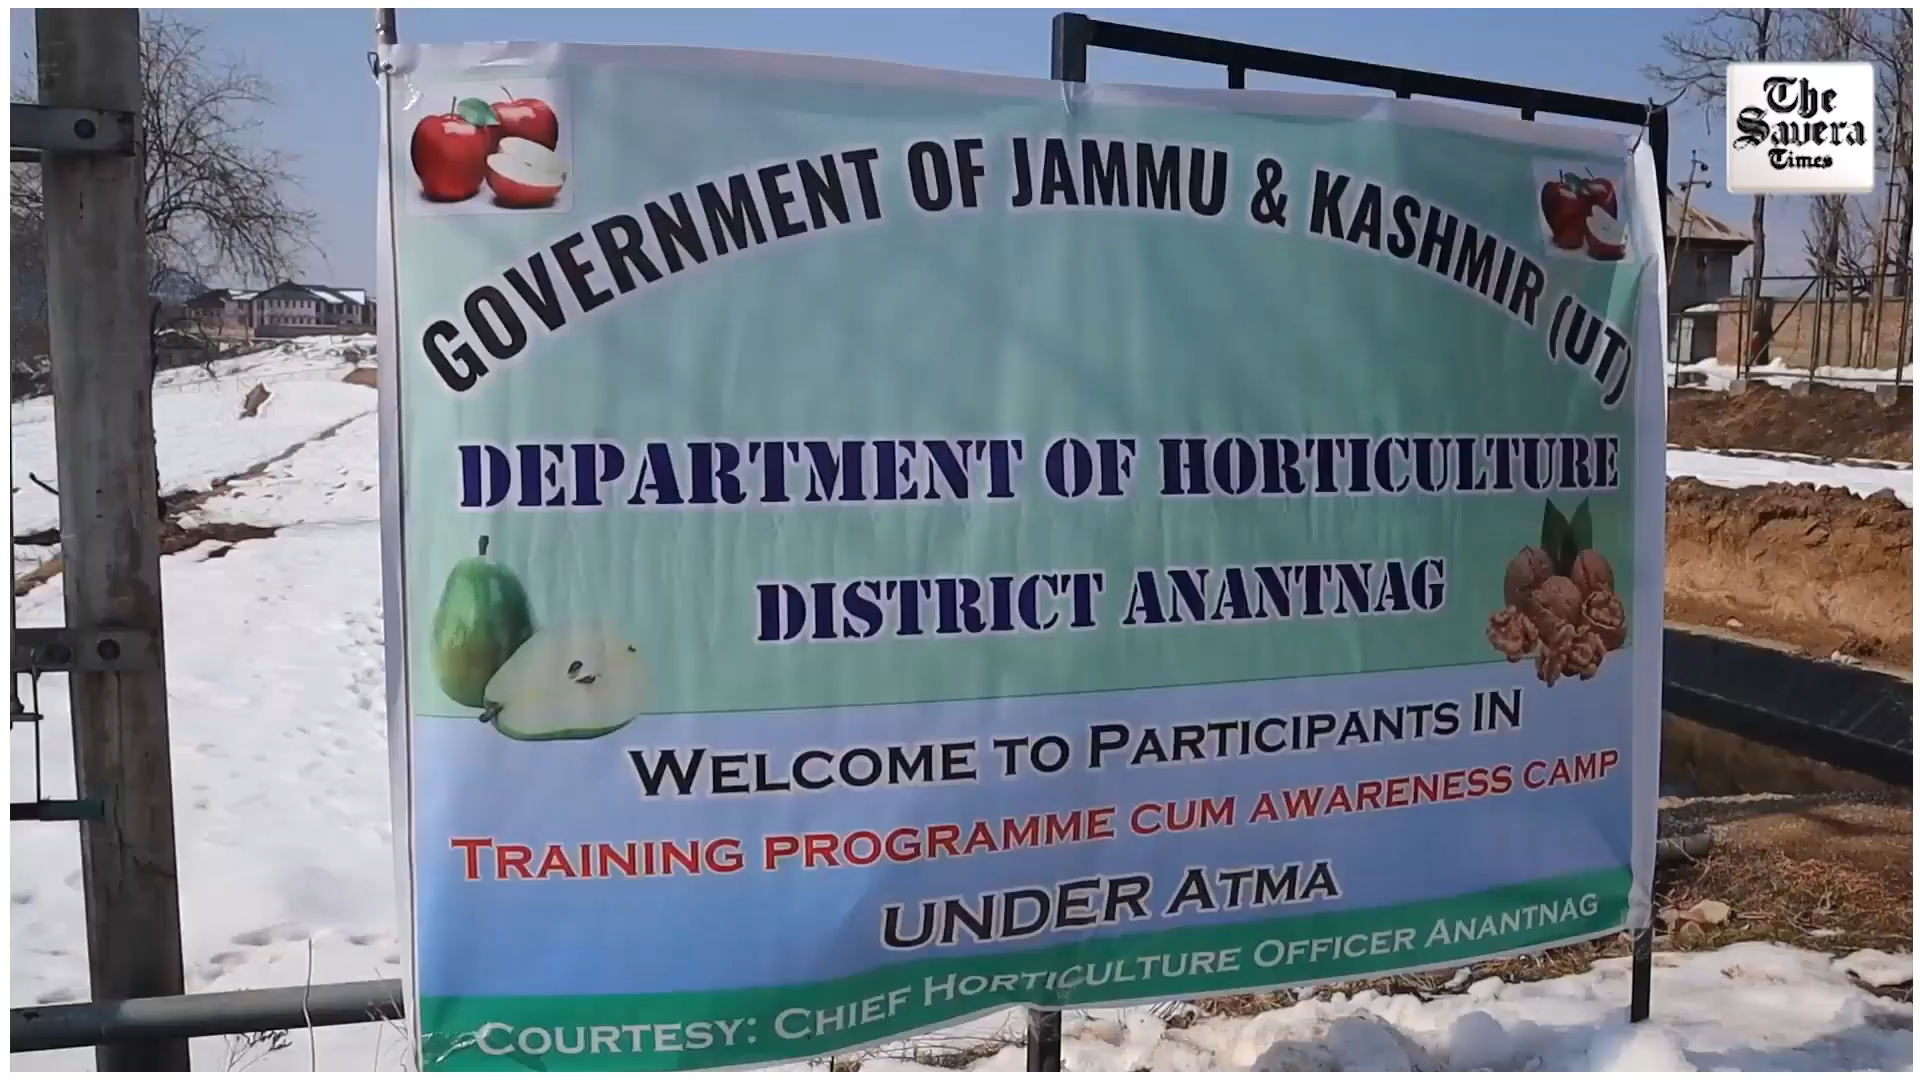 The
Savera
Times
GOVERNMENT OF JAMMU & KASHMIR (UT)
DEPARTMENT OF HORTICULTURE
DISTRICT ANANTNAG
WELCOME TO PARTICIPANTS IN
TRAINING PROGRAMME CUM AWARENESS CAMP
UNDER ATMA
COURTESY: CHIEF HORTICULTURE OFFICER ANANTNAG